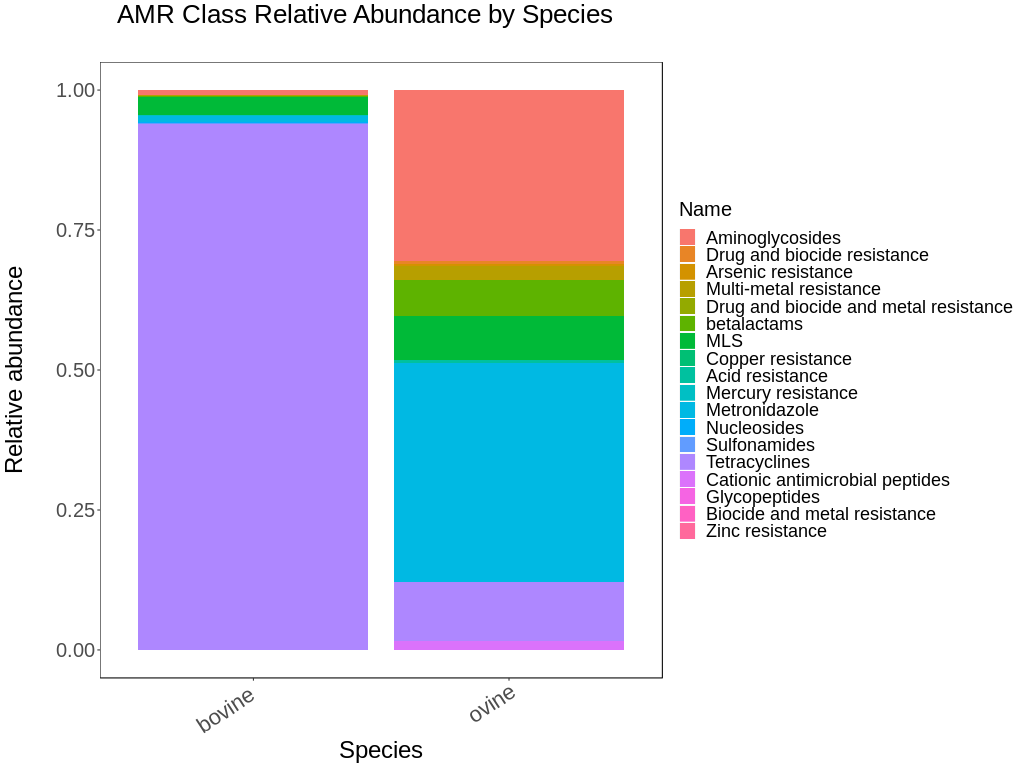 AMR Class Relative Abundance by Species
Relative abundance
1.00
0.75
0.50
0.25
0.00
bovine
ovine
Species
Name
Aminoglycosides
Drug and biocide resistance
Arsenic resistance
Multi-metal resistance
Drug and biocide and metal resistance
betalactams
MLS
Copper resistance
Acid resistance
Mercury resistance
Metronidazole
Nucleosides
Sulfonamides
Tetracyclines
Cationic antimicrobial peptides
Glycopeptides
Biocide and metal resistance
Zinc resistance